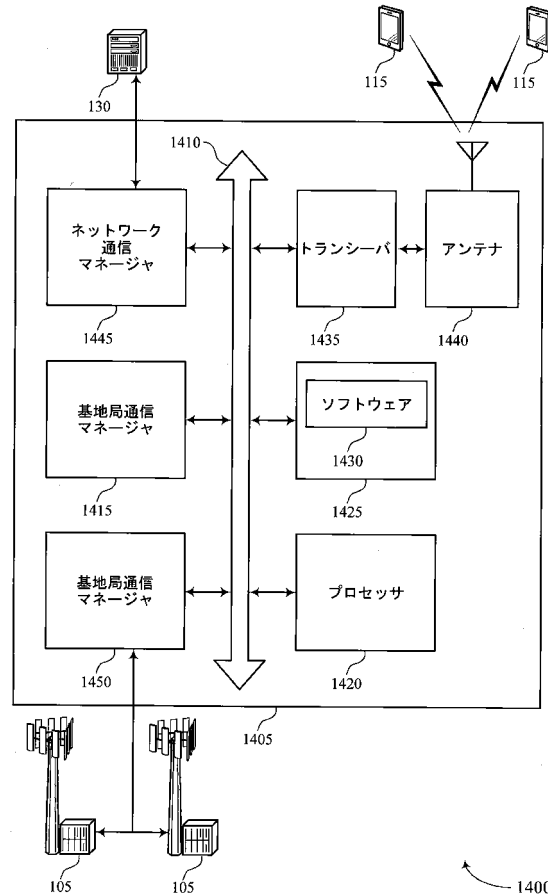 130
115
115
1410
ネットワーク
通信
マネージャ
1445
トランシーバ
1435
アンテナ
1440
基地局通信
マネージャ
1415
ソフトウェア
1430
1425
基地局通信
マネージャ
1450
プロセッサ
1420
1405
105
105
1400